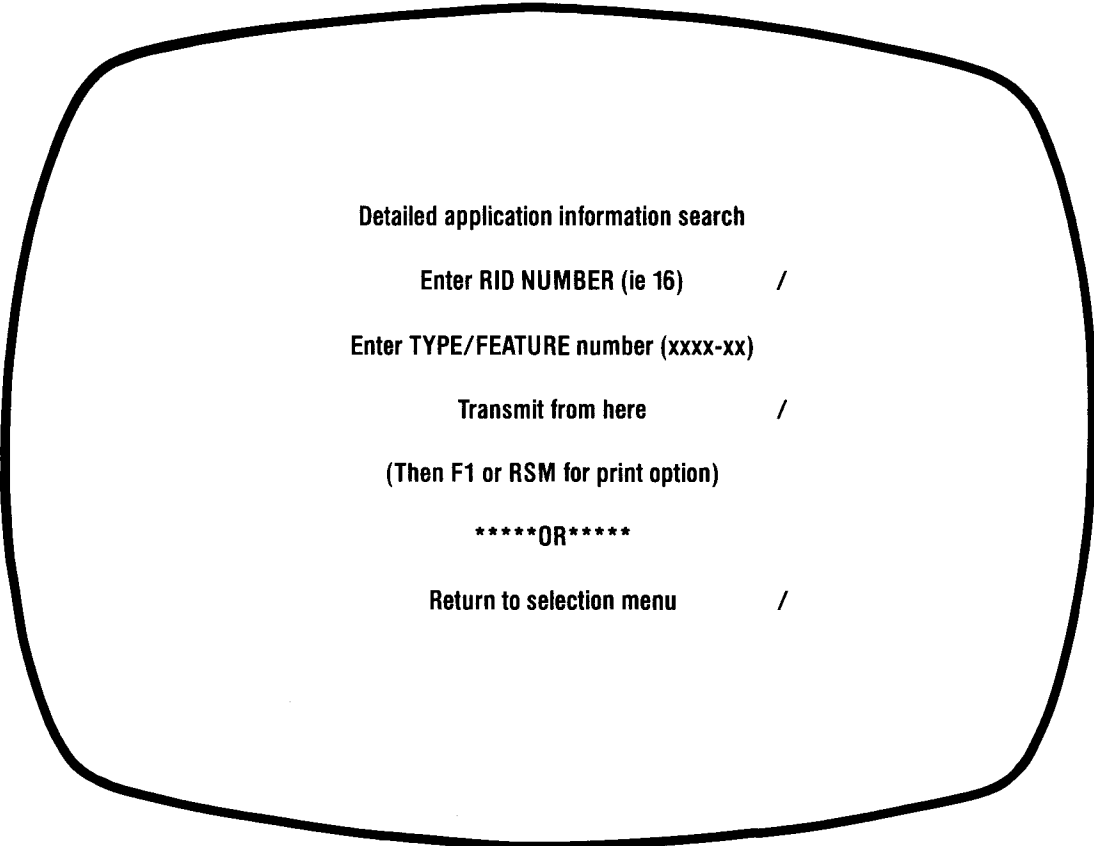 Detailed application information search
Enter RID NUMBER (ie 16) /
Enter TYPE/FEATURE number (xxxx-xx)
Transmit from here /
(Then F1 or RSM for print option)
*****OR*****
Return to selection menu /